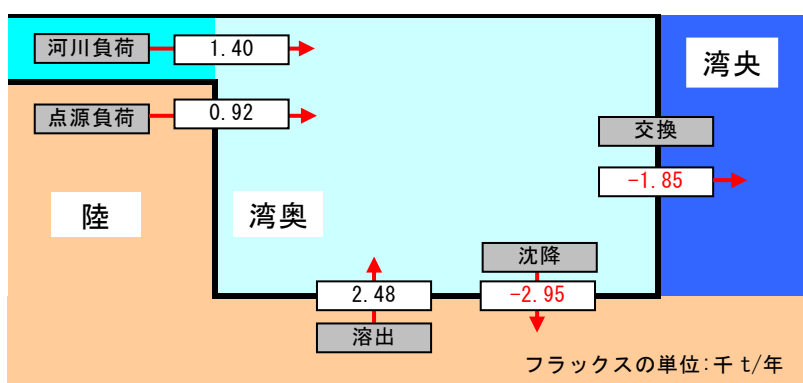 河川負荷
1.40
湾央
点源負荷
0.92
交換
-1.85
陸
湾奥
沈降
2.48
-2.95
溶出
フラックスの単位:千 t/年